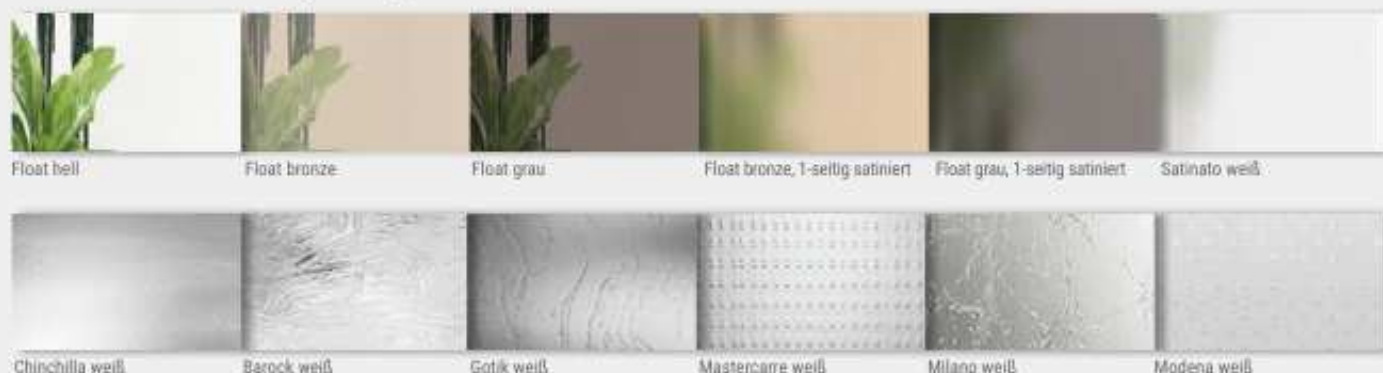 Float hell Float bronze Float grau Float bronze, 1-seitig satiniert Float grau, 1-seitig satiniert Satinato weiß
Chinchilla weiß Barock weiß Gotik weiß Mastercarre weiß Milano weiß Modena weiß